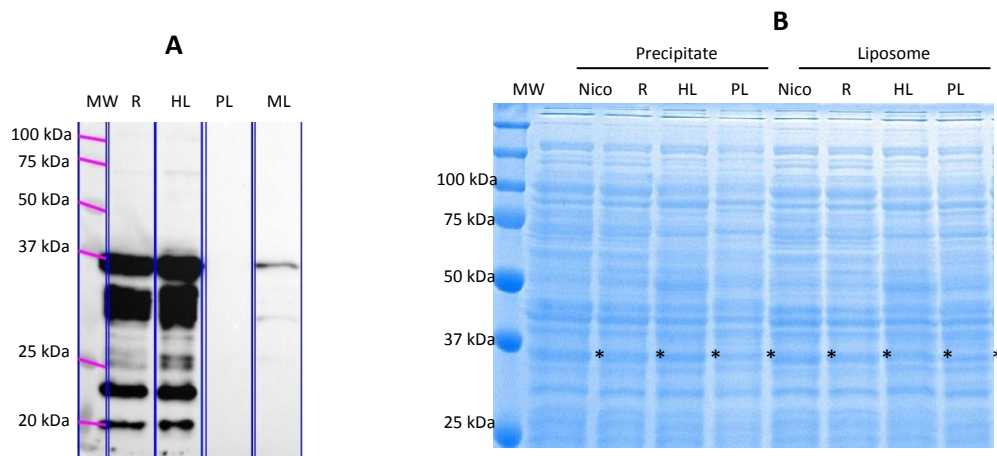 A
MW R HL PL ML
100 kDa
75 kDa
50 kDa
37 kDa
25 kDa
20 kDa
B
Precipitate Liposome
MW Nico R HL PL Nico R HL PL
100 kDa
75 kDa
50 kDa
37 kDa
* * * * * * * *
25 kDa